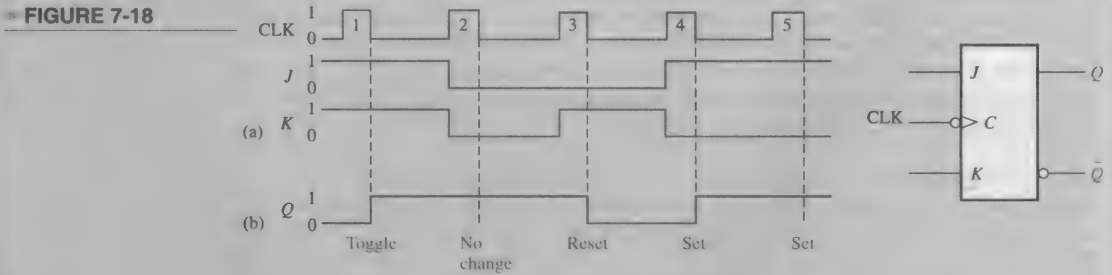 FIGURE 7-18
CLK 1 0 1 2 3 4 5
J 1 0
(a) K 1 0
(b) Q 1 0
Toggle No change Reset Set Set
J Q
CLK C
K Q̄